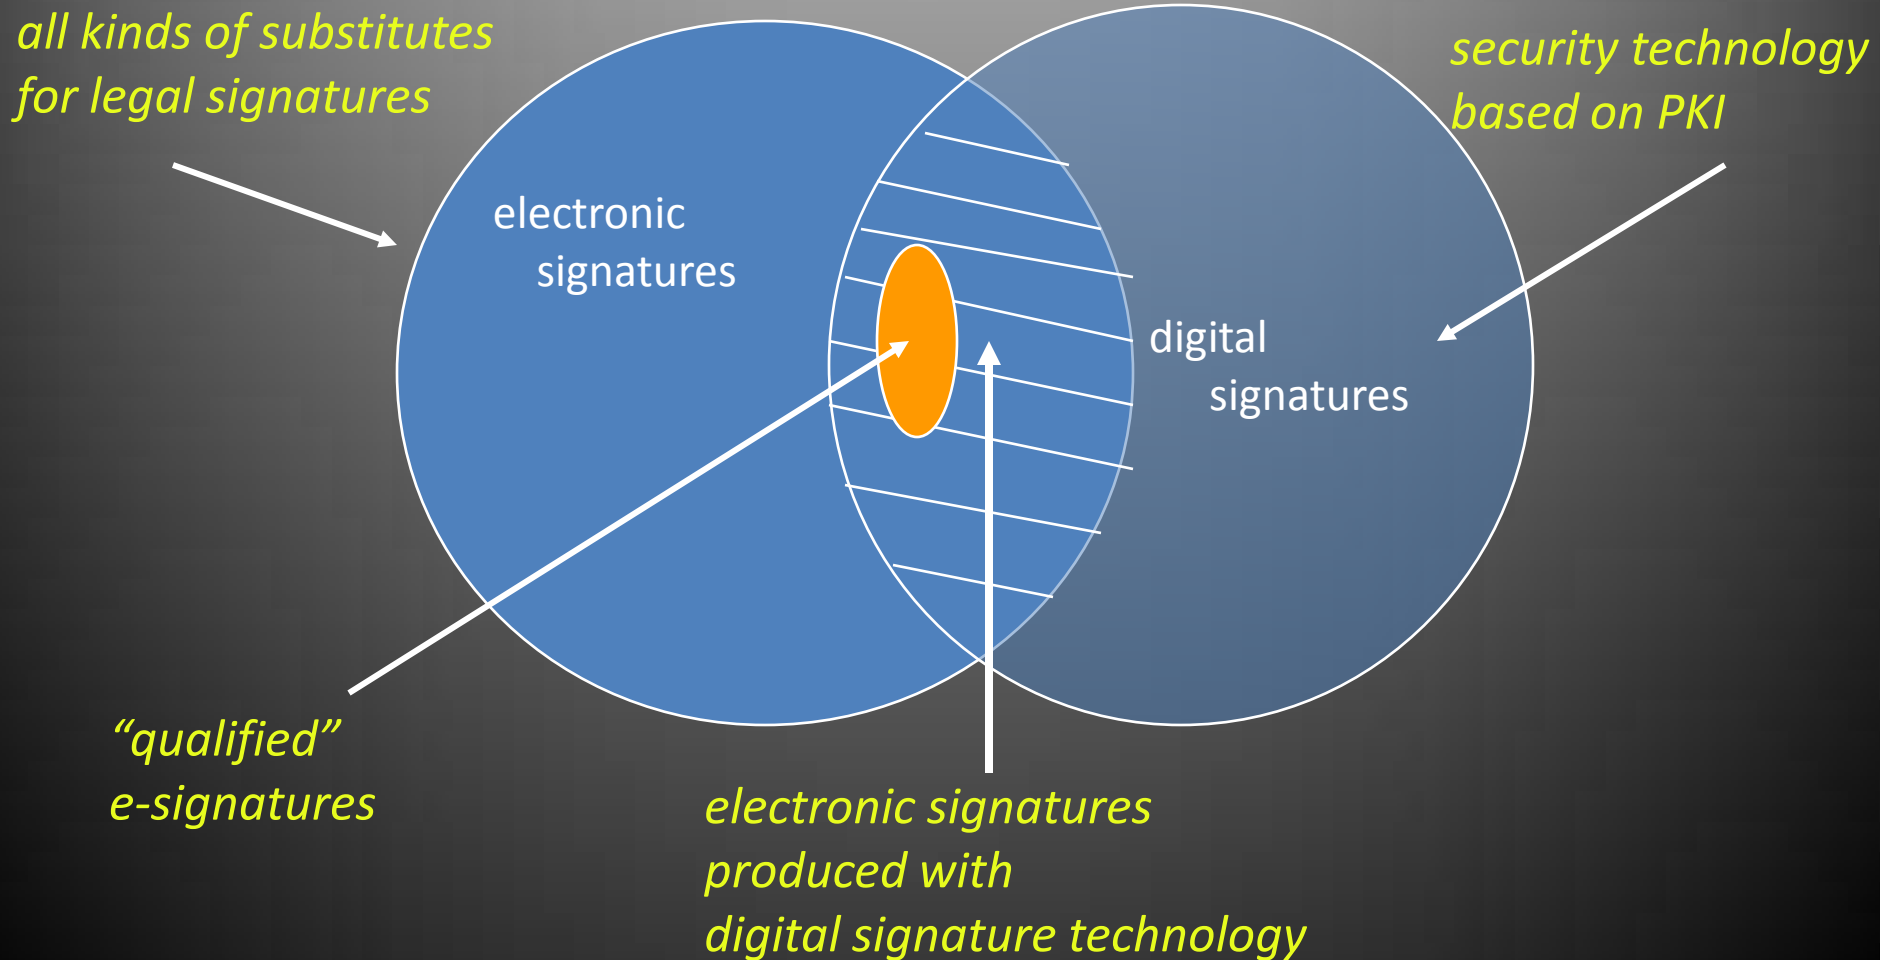 all kinds of substitutes
for legal signatures
security technology
based on PKI
electronic
signatures
digital
signatures
“qualified”
e-signatures
electronic signatures
produced with
digital signature technology